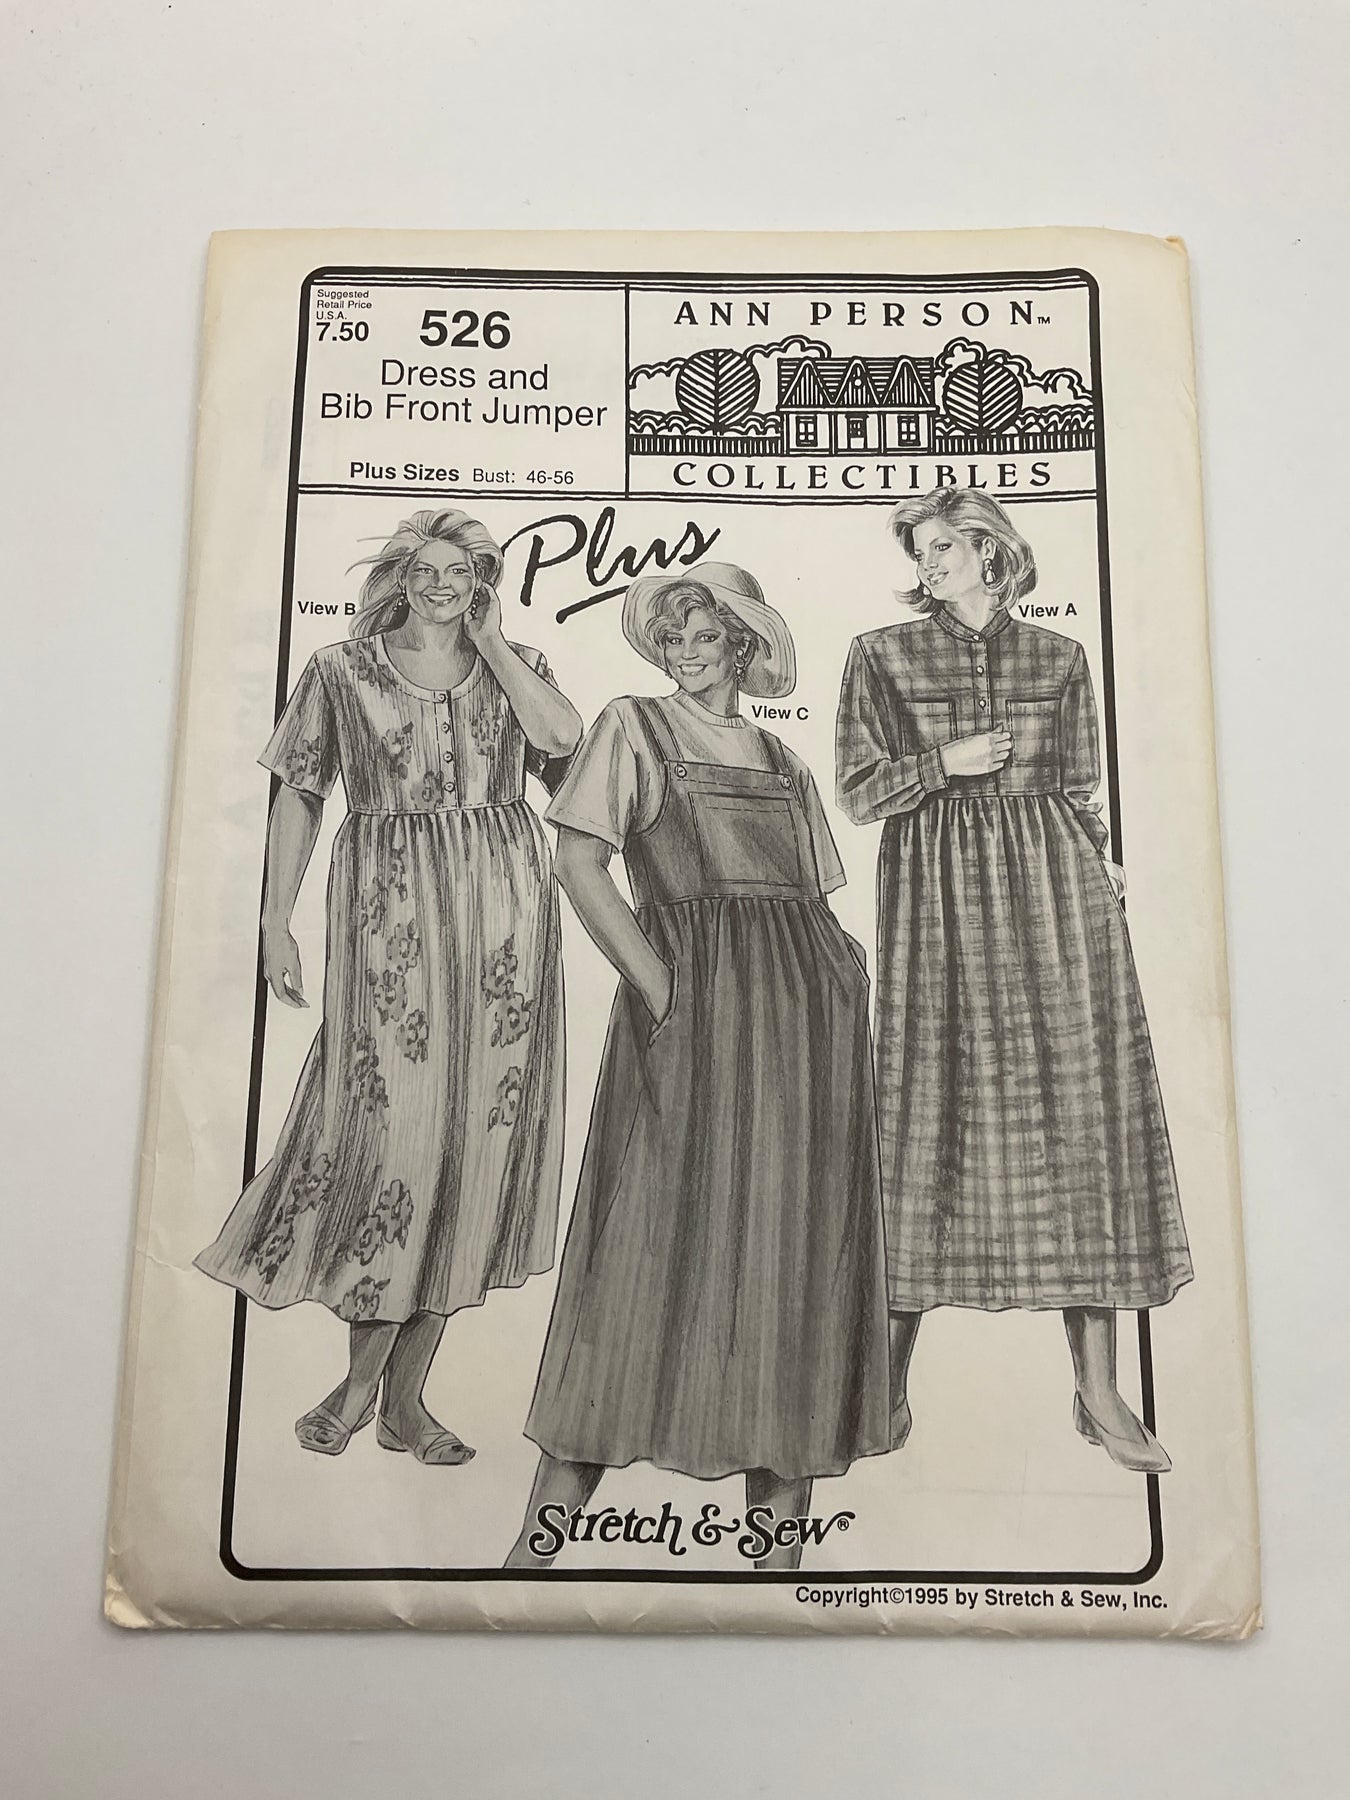 Suggested
Retail Price
U.S.A.
7.50
526
Dress and
Bib Front Jumper
Plus Sizes Bust: 46-56
ANN PERSON™
COLLECTIBLES
Plus
View B
View C
View A
Stretch & Sew®
Copyright©1995 by Stretch & Sew, Inc.